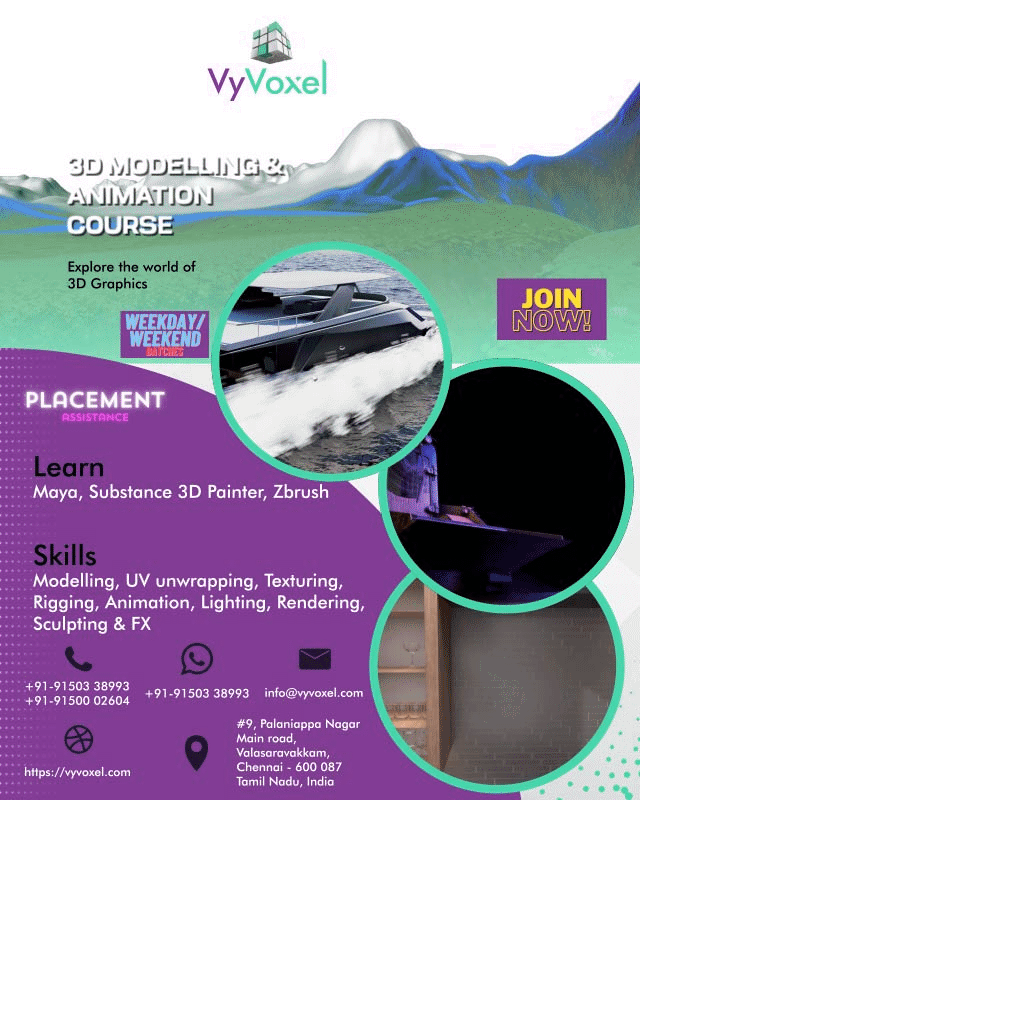 VyVoxel
3D MODELLING &
ANIMATION
COURSE
Explore the world of
3D Graphics
JOIN
NOW!
WEEKDAY/
WEEKEND
BATCHES
PLACEMENT
ASSISTANCE
Learn
Maya, Substance 3D Painter, Zbrush
Skills
Modelling, UV unwrapping, Texturing,
Rigging, Animation, Lighting, Rendering,
Sculpting & FX
+91-91503 38993
+91-91500 02604
+91-91503 38993
info@vyvoxel.com
https://vyvoxel.com
#9, Palaniappa Nagar
Main road,
Valasaravakkam,
Chennai - 600 087
Tamil Nadu, India